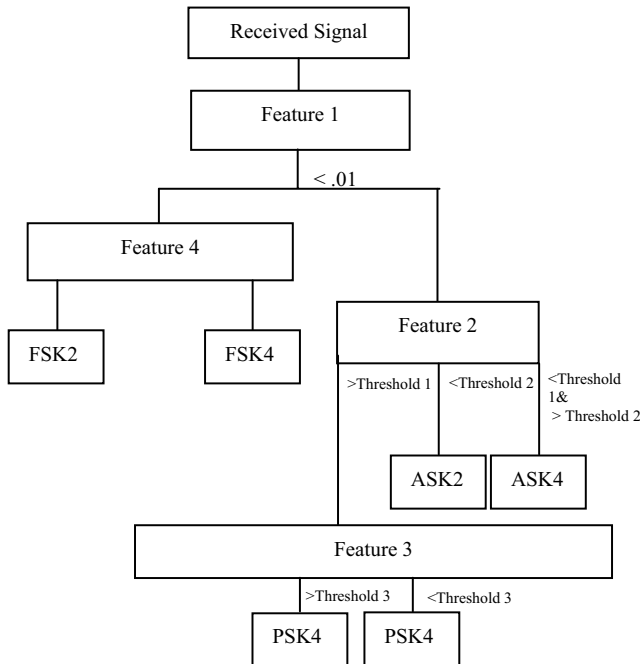 Received Signal
Feature 1
< .01
Feature 4
FSK2
FSK4
Feature 2
>Threshold 1
<Threshold 2
<Threshold
1&
> Threshold 2
ASK2
ASK4
Feature 3
>Threshold 3
<Threshold 3
PSK4
PSK4